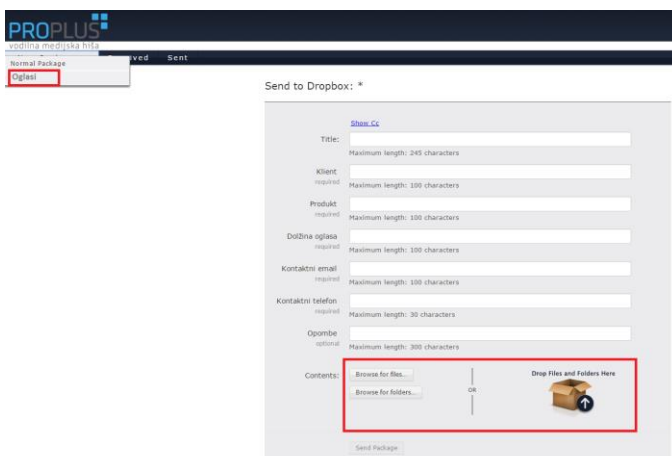 PROPLUS
vodilna medijska hiša
Sent
Normal Package
Oglasi
Send to Dropbox: *
Show Cc
Title:
Maximum length: 245 characters
Klient
required
Maximum length: 100 characters
Produkt
required
Maximum length: 100 characters
Dolžina oglasa
required
Maximum length: 100 characters
Kontaktni email
required
Maximum length: 100 characters
Kontaktni telefon
required
Maximum length: 30 characters
Opombe
optional
Maximum length: 300 characters
Contents:
Browse for files...
Browse for folders...
OR
Drop Files and Folders Here
Send Package